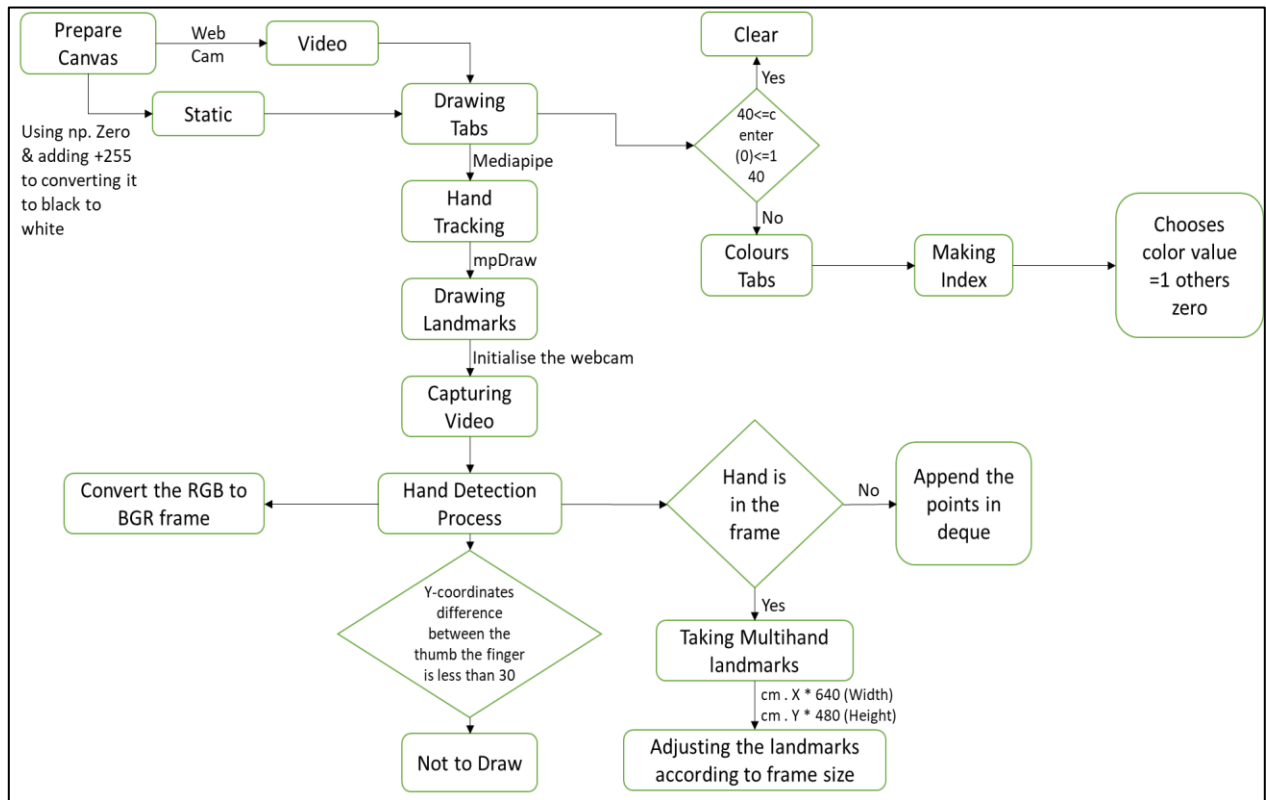 Prepare
Canvas
Web
Cam
Video
Clear
Yes
Static
Drawing
Tabs
40<=c
enter
(0)<=1
40
Using np. Zero
& adding +255
to converting it
to black to
white
Mediapipe
Hand
Tracking
No
Colours
Tabs
Making
Index
Chooses
color value
=1 others
zero
mpDraw
Drawing
Landmarks
Initialise the webcam
Capturing
Video
Convert the RGB to
BGR frame
Hand Detection
Process
Hand is
in the
frame
No
Append the
points in
deque
Y-coordinates
difference
between the
thumb the finger
is less than 30
Yes
Taking Multihand
landmarks
cm . X * 640 (Width)
cm . Y * 480 (Height)
Not to Draw
Adjusting the landmarks
according to frame size